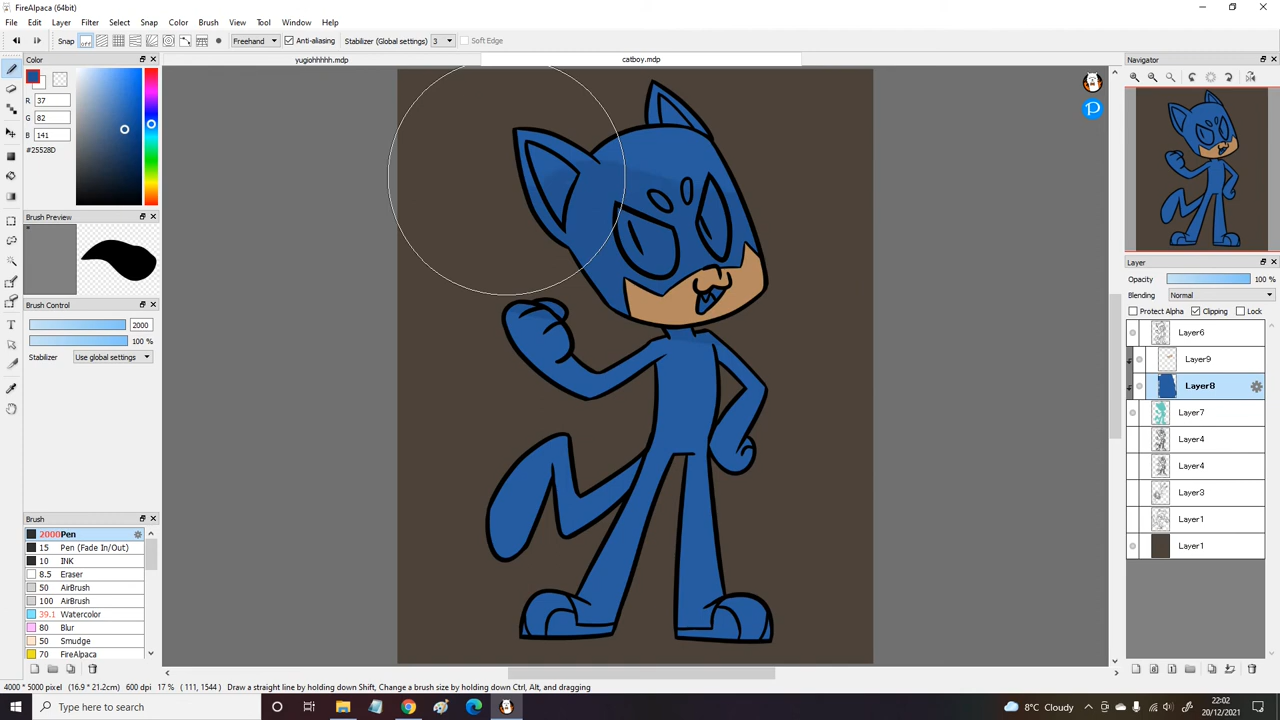 FireAlpaca (64bit)
File Edit Layer Filter Select Snap Color Brush View Tool Window Help
Snap off Freehand Anti-aliasing Stabilizer (Global settings) 3 Soft Edge
Color
yugiohhhhh.mdp catboy.mdp
Navigator
R 37
G 82
B 141
#25528D
Brush Preview
Brush Control
2000
100 %
Stabilizer Use global settings
Layer
Opacity 100 %
Blending Normal
Protect Alpha Clipping Lock
Layer6
Layer9
Layer8
Layer7
Layer4
Layer4
Layer3
Layer1
Layer1
Brush
2000 Pen
15 Pen (Fade In/Out)
10 INK
8.5 Eraser
50 AirBrush
100 AirBrush
39.1 Watercolor
80 Blur
50 Smudge
70 FireAlpaca
4000 * 5000 pixel (16.9 * 21.2cm) 600 dpi 17 % ( 111, 1544 ) Draw a straight line by holding down Shift, Change a brush size by holding down Ctrl, Alt, and dragging
Type here to search
8°C Cloudy
22:02
20/12/2021